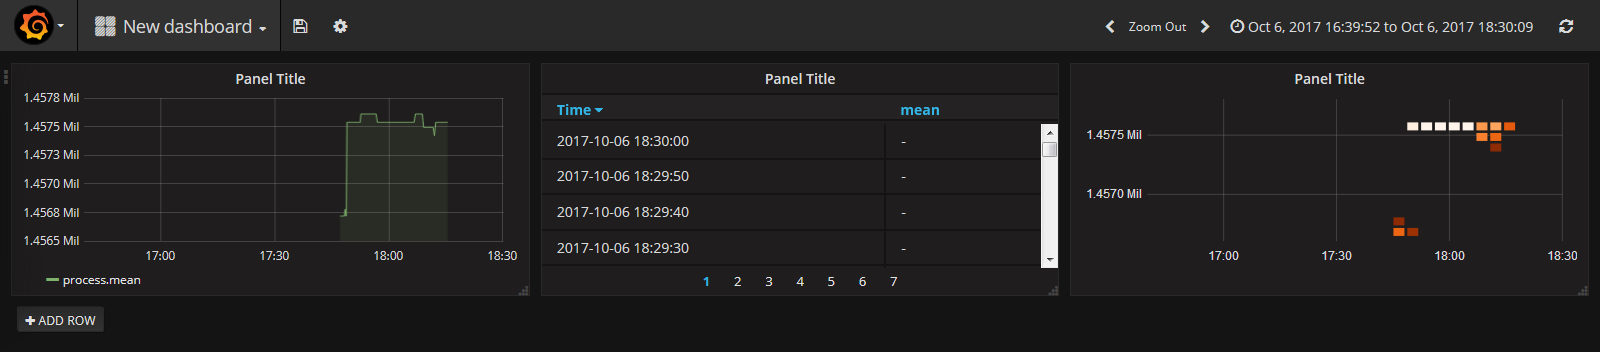 New dashboard
Zoom Out
Oct 6, 2017 16:39:52 to Oct 6, 2017 18:30:09
Panel Title
1.4578 Mil
1.4575 Mil
1.4573 Mil
1.4570 Mil
1.4568 Mil
1.4565 Mil
17:00 17:30 18:00 18:30
process.mean
Panel Title
Time mean
2017-10-06 18:30:00 -
2017-10-06 18:29:50 -
2017-10-06 18:29:40 -
2017-10-06 18:29:30 -
1 2 3 4 5 6 7
Panel Title
1.4575 Mil
1.4570 Mil
17:00 17:30 18:00 18:30
+ ADD ROW